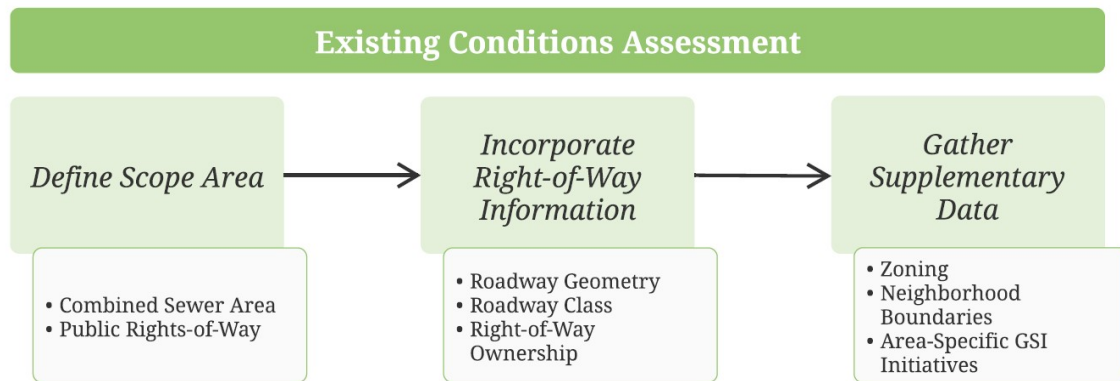 Existing Conditions Assessment
Define Scope Area
• Combined Sewer Area
• Public Rights-of-Way
Incorporate
Right-of-Way
Information
• Roadway Geometry
• Roadway Class
• Right-of-Way
Ownership
Gather
Supplementary
Data
• Zoning
• Neighborhood
Boundaries
• Area-Specific GSI
Initiatives